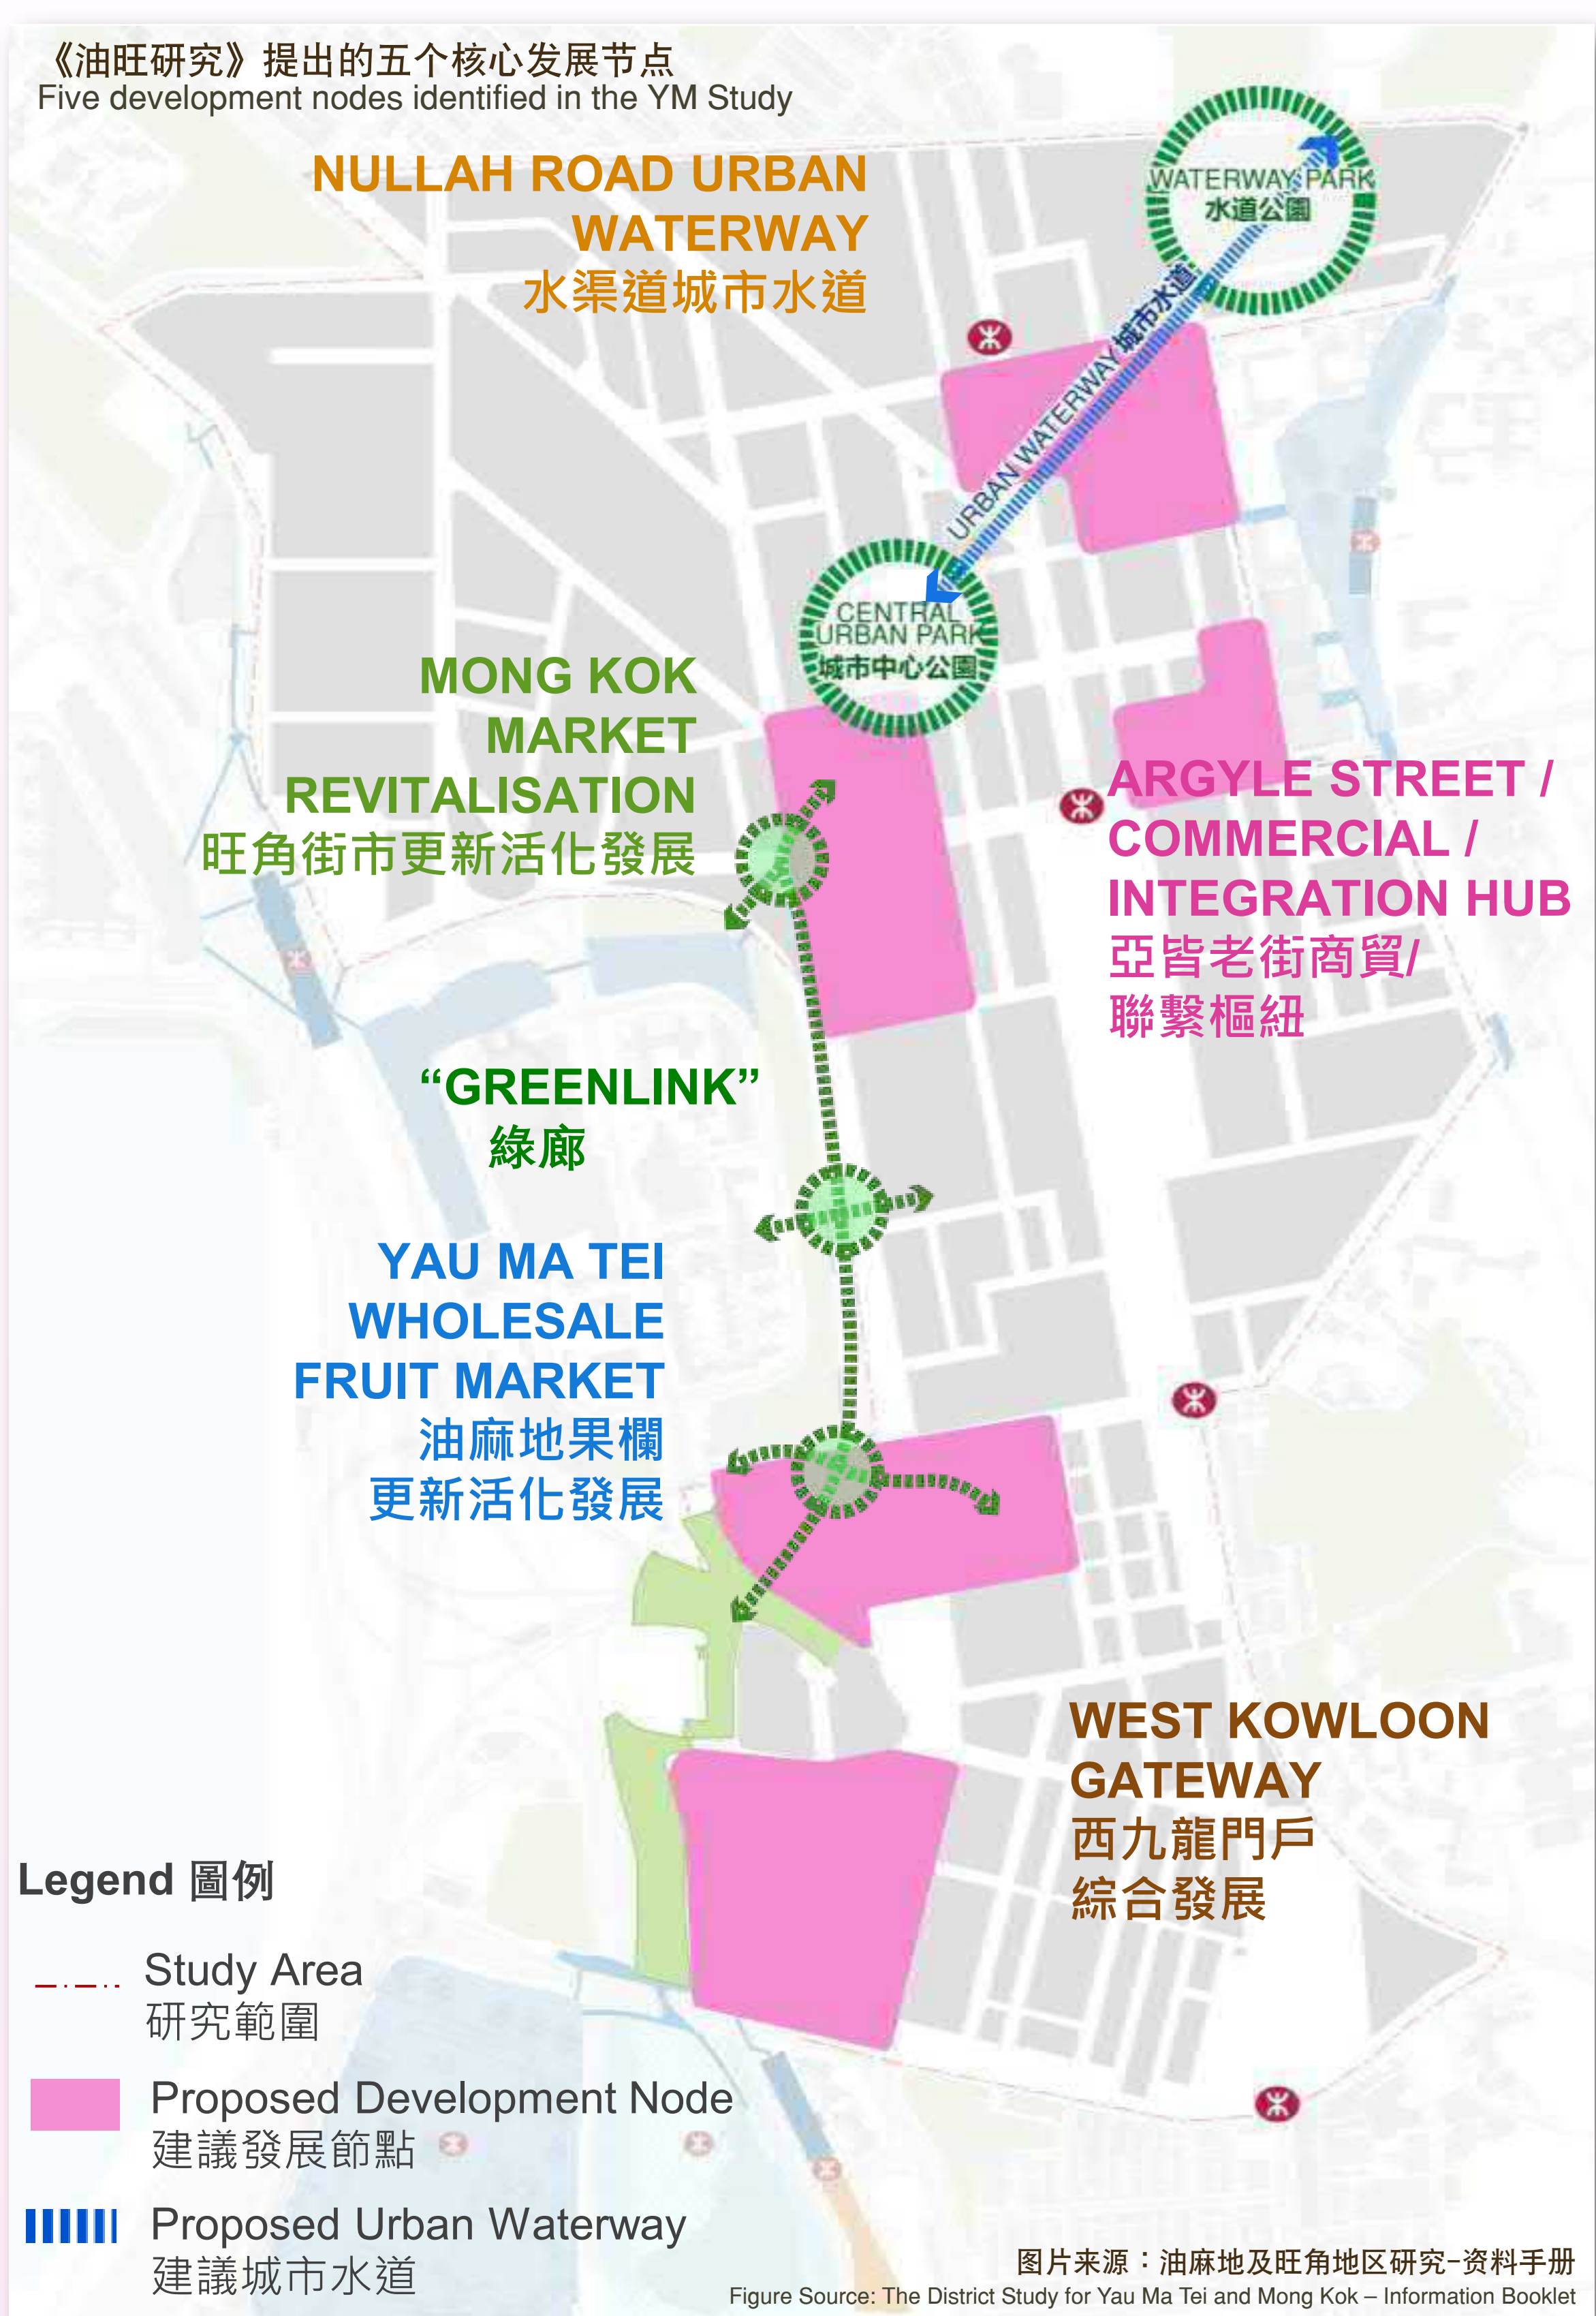 《油旺研究》提出的五个核心发展节点
Five development nodes identified in the YM Study
NULLAH ROAD URBAN
WATERWAY
水渠道城市水道
WATERWAY PARK
水道公園
URBAN WATERWAY 城市水道
CENTRAL
URBAN PARK
城市中心公園
MONG KOK
MARKET
REVITALISATION
旺角街市更新活化發展
ARGYLE STREET /
COMMERCIAL /
INTEGRATION HUB
亞皆老街商貿/
聯繫樞紐
“GREENLINK”
綠廊
YAU MA TEI
WHOLESALE
FRUIT MARKET
油麻地果欄
更新活化發展
WEST KOWLOON
GATEWAY
西九龍門戶
綜合發展
Legend 圖例
Study Area
研究範圍
Proposed Development Node
建議發展節點
Proposed Urban Waterway
建議城市水道
图片来源：油麻地及旺角地区研究-资料手册
Figure Source: The District Study for Yau Ma Tei and Mong Kok – Information Booklet